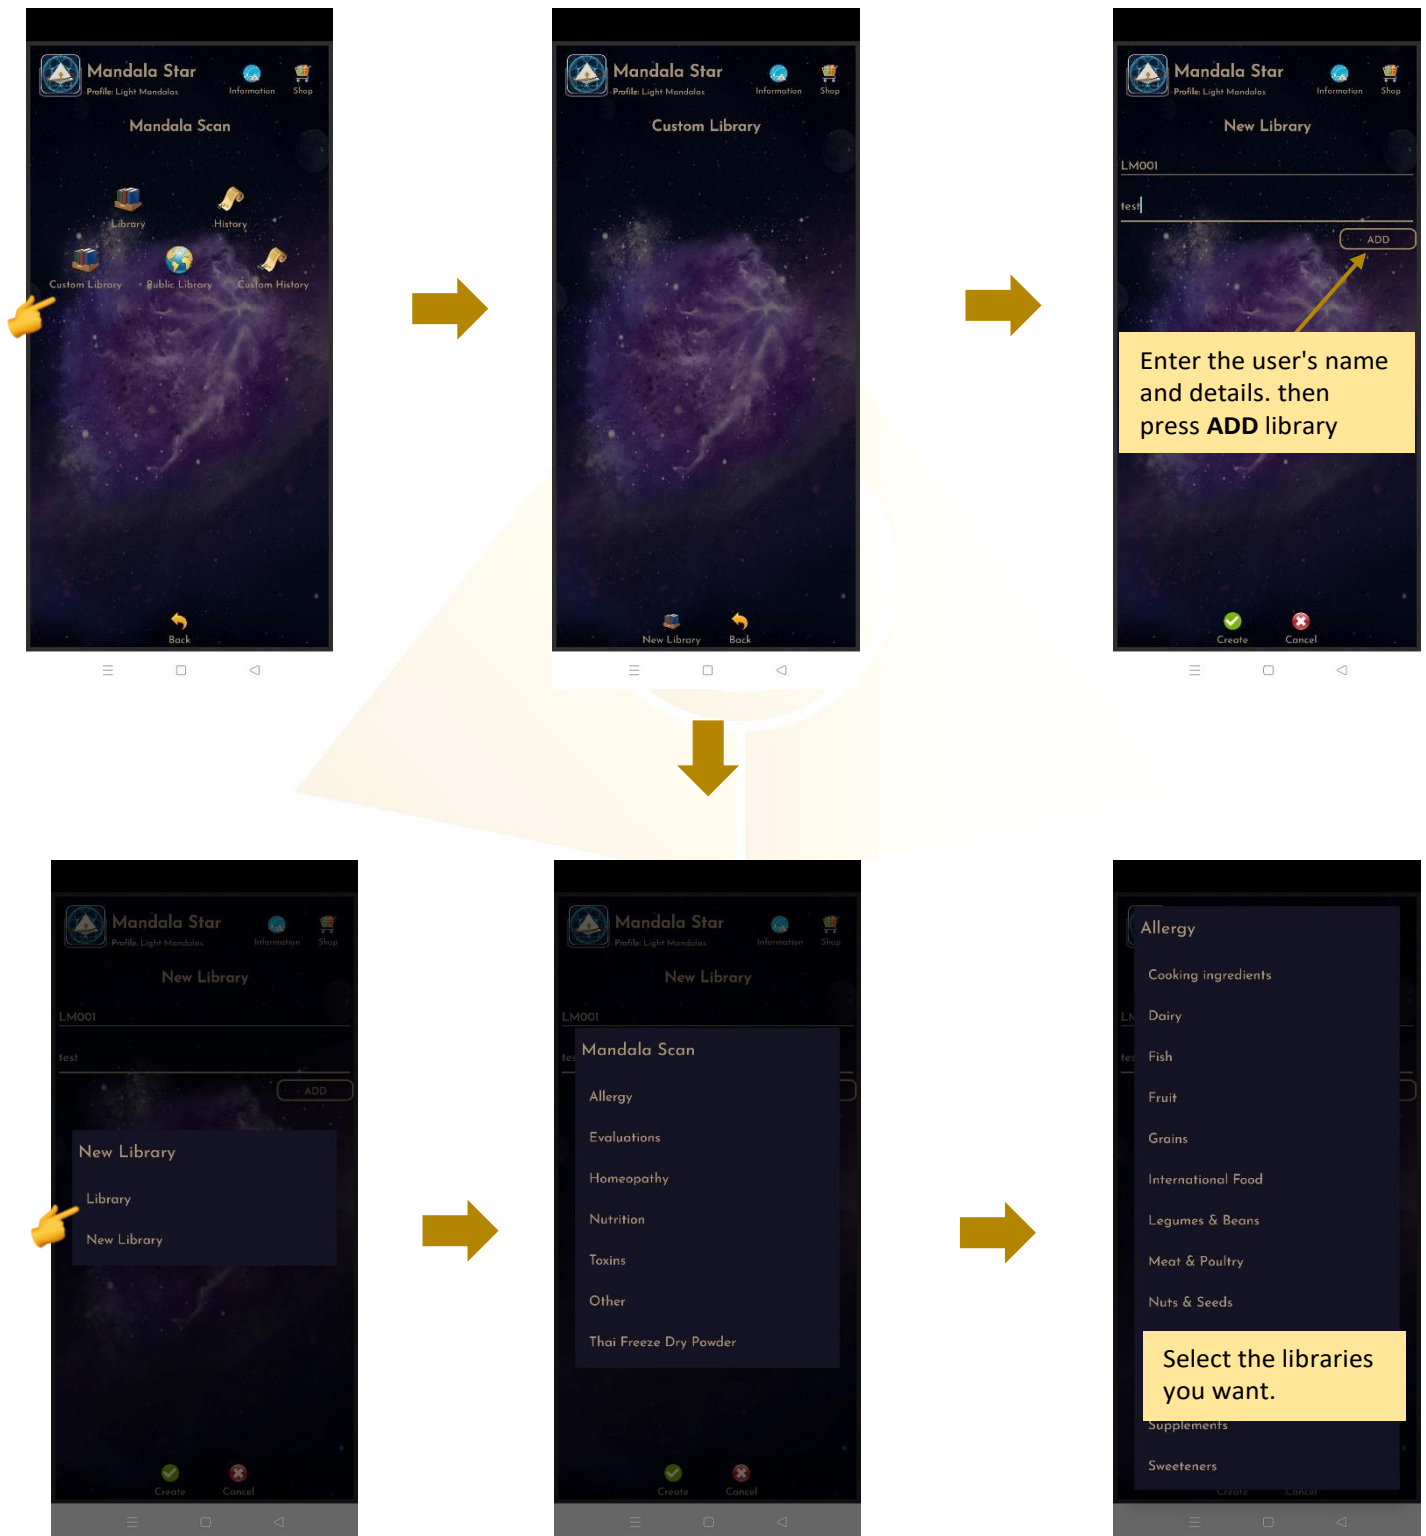 Mandala Star
Profile: Light Mandalas
Information
Shop
Mandala Scan
Library
History
Custom Library
Public Library
Custom History
Back
Mandala Star
Profile: Light Mandalas
Information
Shop
Custom Library
New Library
Back
Mandala Star
Profile: Light Mandalas
Information
Shop
New Library
LM001
test
ADD
Enter the user's name
and details. then
press ADD library
Create
Cancel
Mandala Star
Profile: Light Mandalas
Information
Shop
New Library
LM001
test
ADD
New Library
Library
New Library
Create
Cancel
Mandala Star
Profile: Light Mandalas
Information
Shop
New Library
LM001
tes
Mandala Scan
Allergy
Evaluations
Homeopathy
Nutrition
Toxins
Other
Thai Freeze Dry Powder
Create
Cancel
Allergy
Cooking ingredients
LM
Dairy
tes
Fish
Fruit
Grains
International Food
Legumes & Beans
Meat & Poultry
Nuts & Seeds
Select the libraries
you want.
Supplements
Sweeteners
Create
Cancel